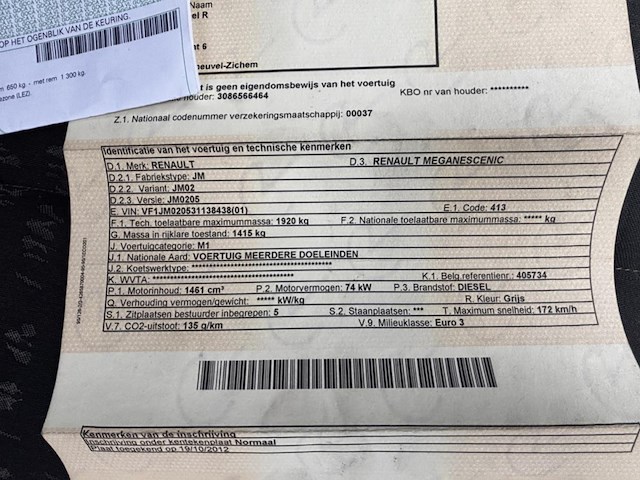 OP HET OGENBLIK VAN DE KEURING.
650 kg. - met rem 1 300 kg.
(LEZ).
Naam
el R
nt 6
neuvel-Zichem
t is geen eigendomsbewijs van het voertuig
houder: 3086566464 KBO nr van houder: **********
Z.1. Nationaal codenummer verzekeringsmaatschappij: 00037
Identificatie van het voertuig en technische kenmerken
D.1. Merk: RENAULT D.3. RENAULT MEGANESCENIC
D.2.1. Fabriekstype: JM
D.2.2. Variant: JM02
D.2.3. Versie: JM0205
E. VIN: VF1JM020531138438(01) E.1. Code: 413
F.1. Tech. toelaatbare maximummassa: 1920 kg F.2. Nationale toelaatbare maximummassa: ***** kg
G. Massa in rijklare toestand: 1415 kg
J. Voertuigcategorie: M1
J.1. Nationale Aard: VOERTUIG MEERDERE DOELEINDEN
J.2. Koetswerktype: ******************************
K. WVTA: ****************************** K.1. Belg.referentienr.: 405734
P.1. Motorinhoud: 1461 cm³ P.2. Motorvermogen: 74 kW P.3. Brandstof: DIESEL
Q. Verhouding vermogen/gewicht: ***** kW/kg R. Kleur: Grijs
S.1. Zitplaatsen bestuurder inbegrepen: 5 S.2. Staanplaatsen: *** T. Maximum snelheid: 172 km/h
V.7. CO2-uitstoot: 135 g/km V.9. Milieuklasse: Euro 3
Kenmerken van de inschrijving
Inschrijving onder kentekenplaat Normaal
Plaat toegekend op 19/10/2012